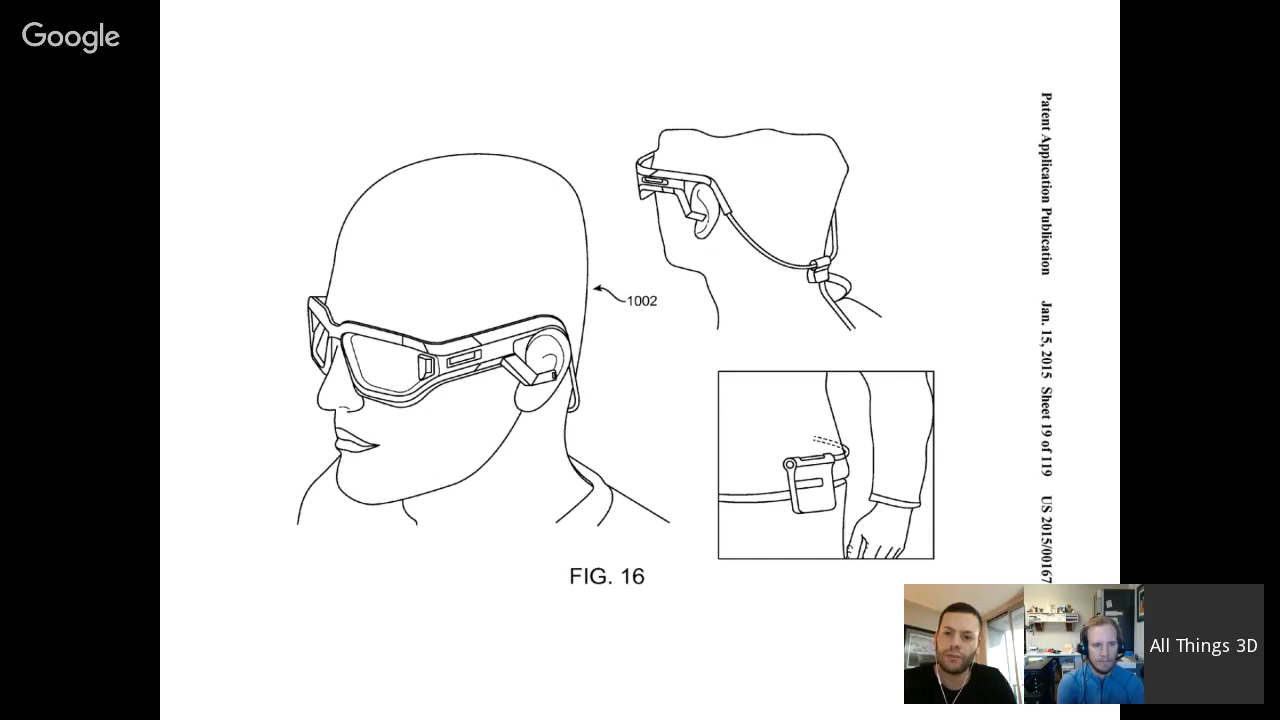 Google
Patent Application Publication Jan. 15, 2015 Sheet 19 of 119 US 2015/00167
1002
FIG. 16
All Things 3D